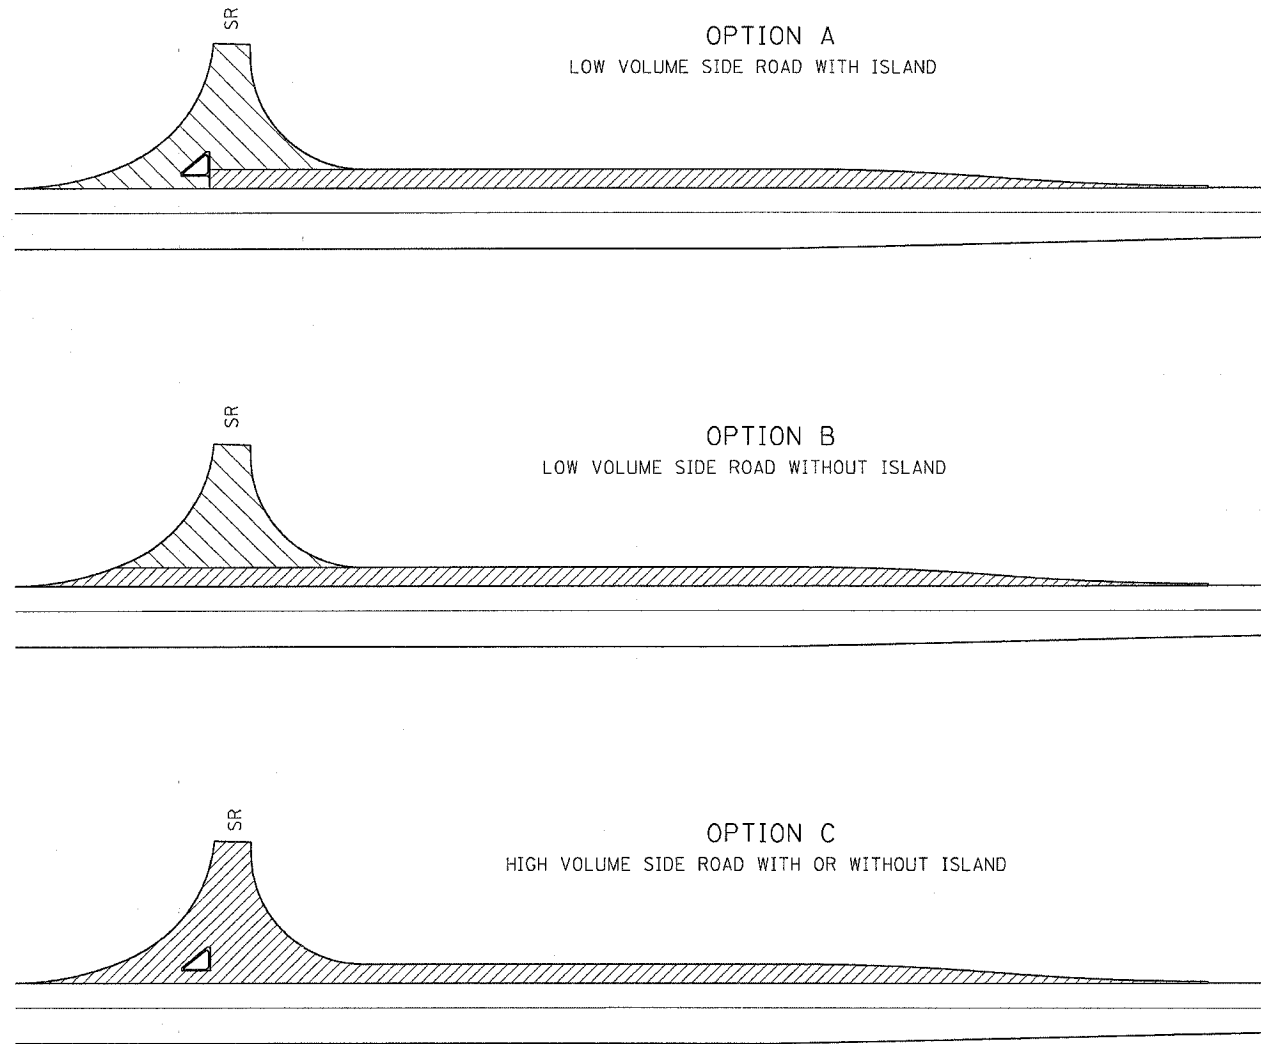 SR
OPTION A
LOW VOLUME SIDE ROAD WITH ISLAND
SR
OPTION B
LOW VOLUME SIDE ROAD WITHOUT ISLAND
SR
OPTION C
HIGH VOLUME SIDE ROAD WITH OR WITHOUT ISLAND